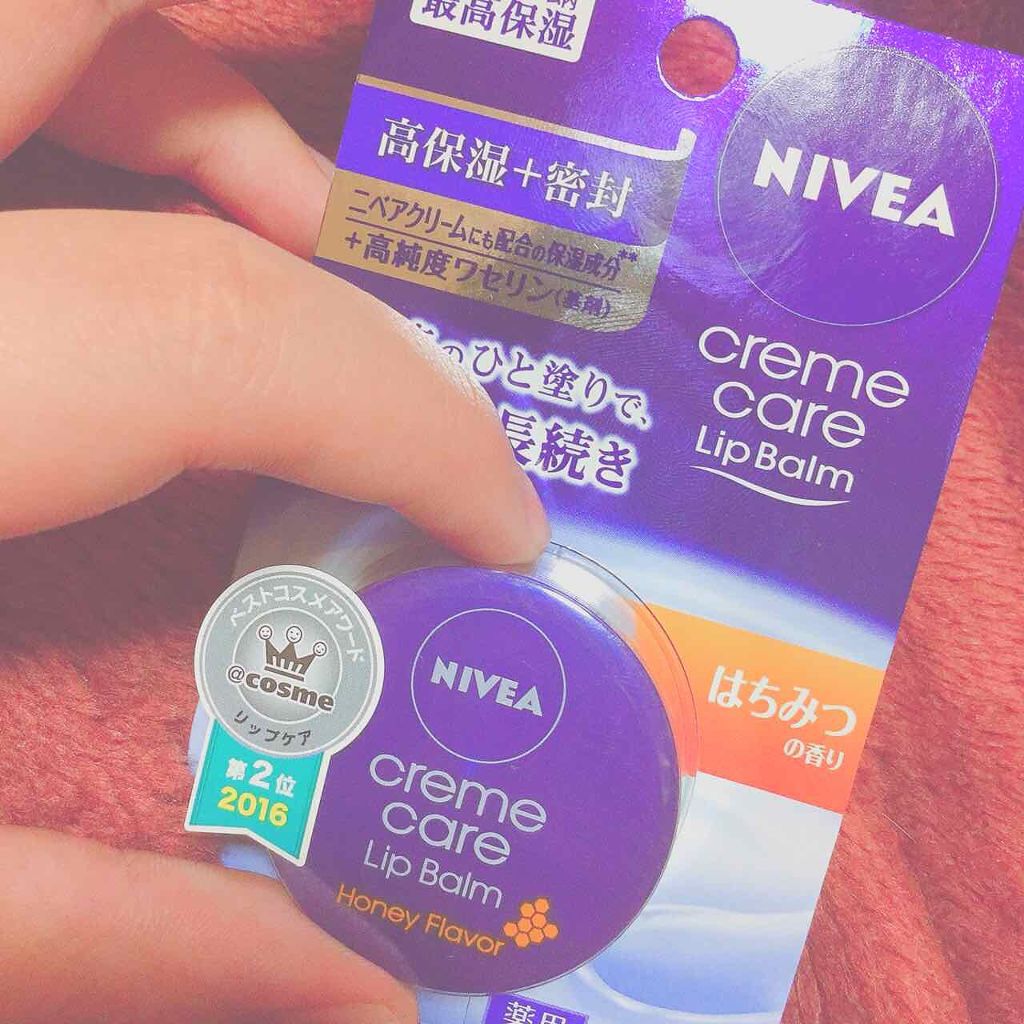 最高保湿
高保湿+密封
ニベアクリームにも配合の保湿成分**
+高純度ワセリン(薬剤)
のひと塗りで、
長続き
NIVEA
creme
care
Lip Balm
はちみつ
の香り
ベストコスメアワード
@cosme
リップケア
第2位
2016
NIVEA
creme
care
Lip Balm
Honey Flavor
薬用